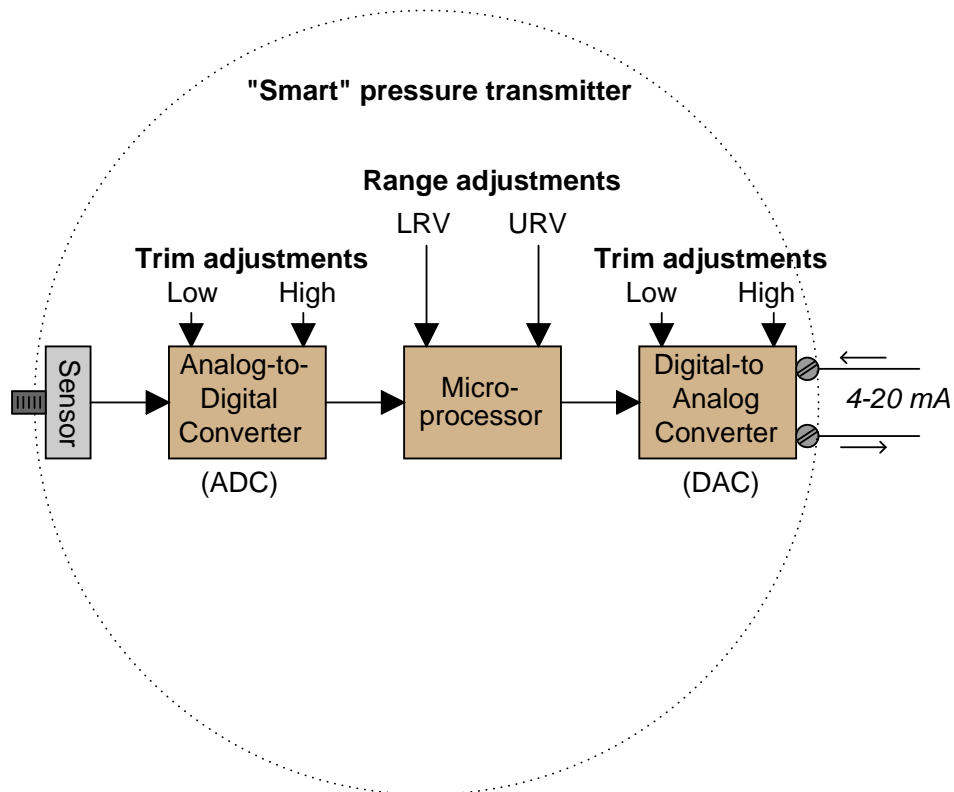 "Smart" pressure transmitter
Range adjustments
LRV URV
Trim adjustments
Low High
Trim adjustments
Low High
Sensor
Analog-to-
Digital
Converter
(ADC)
Micro-
processor
Digital-to
Analog
Converter
(DAC)
4-20 mA